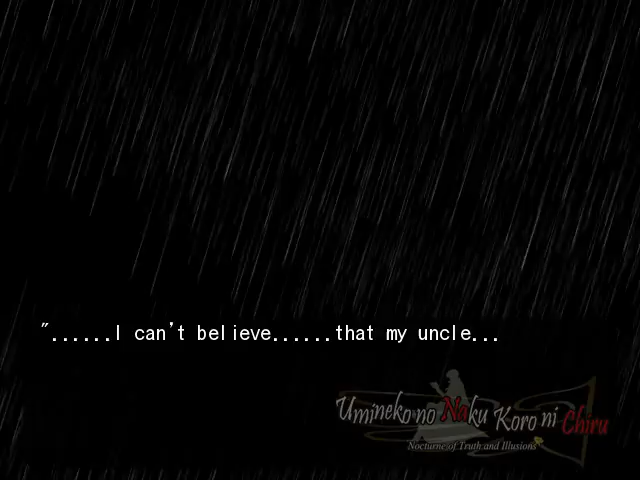 "......I can't believe......that my uncle...
Umineko no Naku Koro ni Chiru
Nocturne of Truth and Illusions